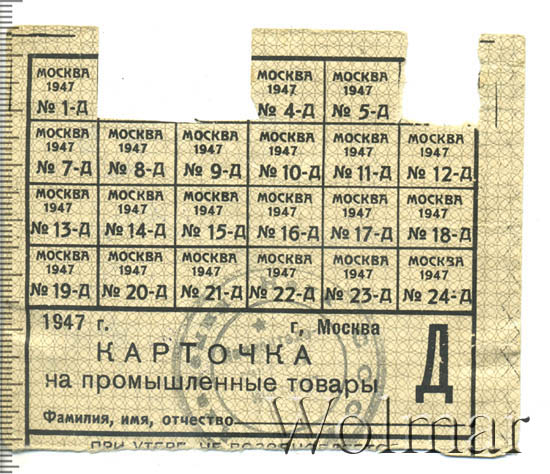 МОСКВА 1947 № 1-Д
МОСКВА 1947 № 4-Д
МОСКВА 1947 № 5-Д
МОСКВА 1947 № 7-Д
МОСКВА 1947 № 8-Д
МОСКВА 1947 № 9-Д
МОСКВА 1947 № 10-Д
МОСКВА 1947 № 11-Д
МОСКВА 1947 № 12-Д
МОСКВА 1947 № 13-Д
МОСКВА 1947 № 14-Д
МОСКВА 1947 № 15-Д
МОСКВА 1947 № 16-Д
МОСКВА 1947 № 17-Д
МОСКВА 1947 № 18-Д
МОСКВА 1947 № 19-Д
МОСКВА 1947 № 20-Д
МОСКВА 1947 № 21-Д
МОСКВА 1947 № 22-Д
МОСКВА 1947 № 23-Д
МОСКВА 1947 № 24-Д
1947 г. г, Москва
КАРТОЧКА
на промышленные товары
Д
Фамилия, имя, отчество
ПРИ УТЕРЕ НЕ
Wolmar